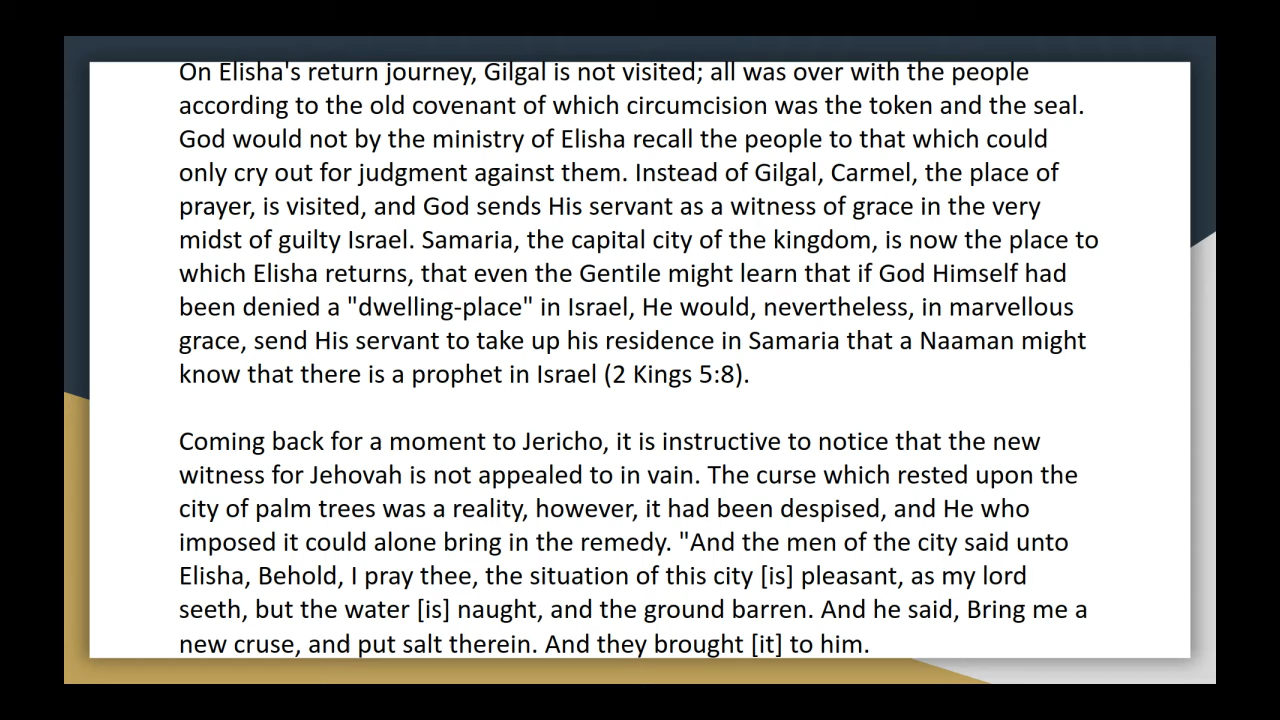 On Elisha's return journey, Gilgal is not visited; all was over with the people
according to the old covenant of which circumcision was the token and the seal.
God would not by the ministry of Elisha recall the people to that which could
only cry out for judgment against them. Instead of Gilgal, Carmel, the place of
prayer, is visited, and God sends His servant as a witness of grace in the very
midst of guilty Israel. Samaria, the capital city of the kingdom, is now the place to
which Elisha returns, that even the Gentile might learn that if God Himself had
been denied a "dwelling-place" in Israel, He would, nevertheless, in marvellous
grace, send His servant to take up his residence in Samaria that a Naaman might
know that there is a prophet in Israel (2 Kings 5:8).

Coming back for a moment to Jericho, it is instructive to notice that the new
witness for Jehovah is not appealed to in vain. The curse which rested upon the
city of palm trees was a reality, however, it had been despised, and He who
imposed it could alone bring in the remedy. "And the men of the city said unto
Elisha, Behold, I pray thee, the situation of this city [is] pleasant, as my lord
seeth, but the water [is] naught, and the ground barren. And he said, Bring me a
new cruse, and put salt therein. And they brought [it] to him.